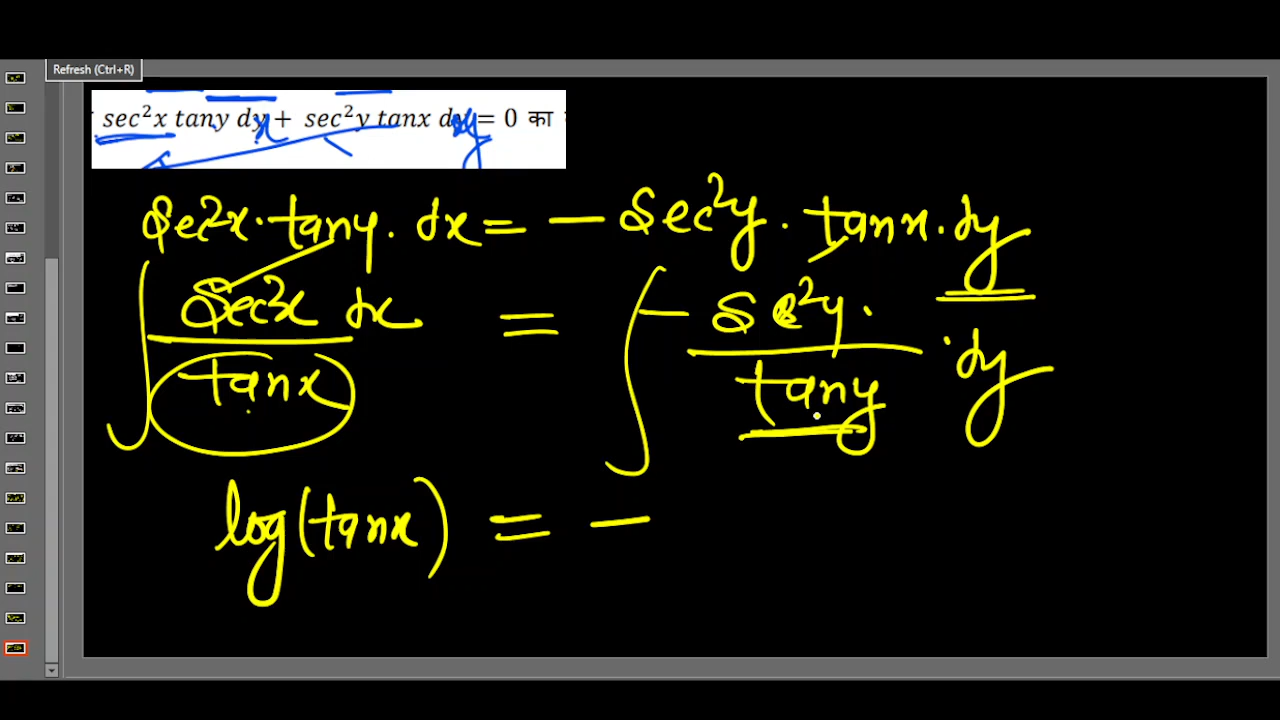 Refresh (Ctrl+R)
sec²x tany dx + sec²y tanx dy = 0 का
Sec²x · tany · dx = – Sec²y · tanx · dy
∫ Sec²x / tanx dx = ∫ – Sec²y · / tany · dy
log(tanx) = –